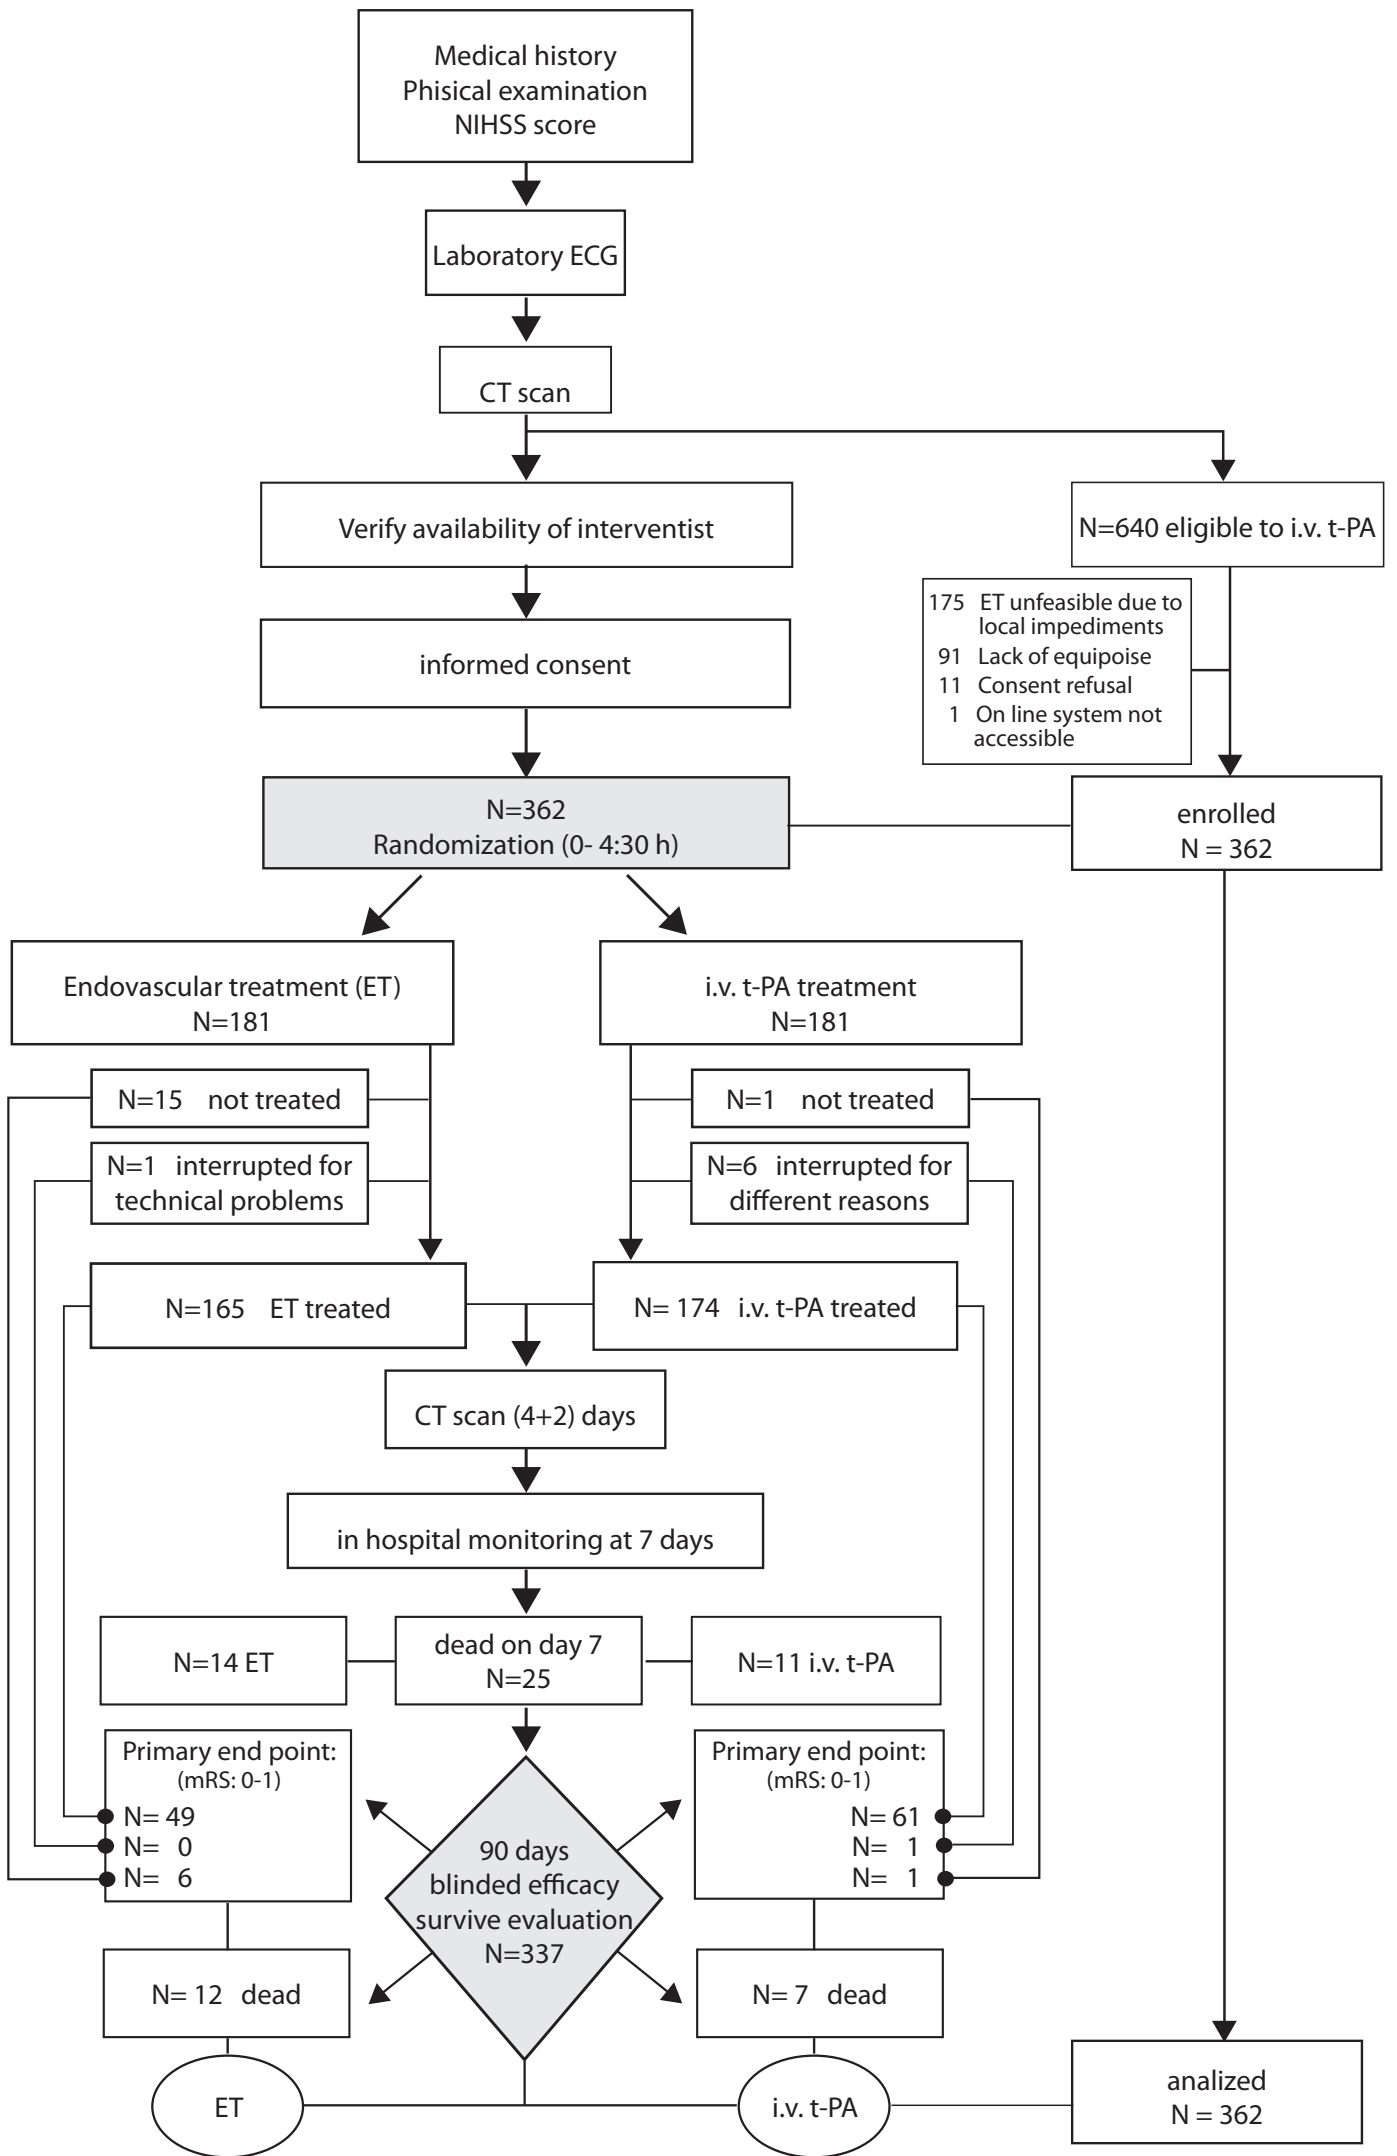 Medical history
Phisical examination
NIHSS score
Laboratory ECG
CT scan
Verify availability of interventist
N=640 eligible to i.v. t-PA
175 ET unfeasible due to
local impediments
91 Lack of equipoise
11 Consent refusal
1 On line system not
accessible
informed consent
N=362
Randomization (0- 4:30 h)
enrolled
N = 362
Endovascular treatment (ET)
N=181
i.v. t-PA treatment
N=181
N=15 not treated
N=1 not treated
N=1 interrupted for
technical problems
N=6 interrupted for
different reasons
N=165 ET treated
N= 174 i.v. t-PA treated
CT scan (4+2) days
in hospital monitoring at 7 days
N=14 ET
dead on day 7
N=25
N=11 i.v. t-PA
Primary end point:
(mRS: 0-1)
N= 49
N= 0
N= 6
90 days
blinded efficacy
survive evaluation
N=337
Primary end point:
(mRS: 0-1)
N= 61
N= 1
N= 1
N= 12 dead
N= 7 dead
ET
i.v. t-PA
analized
N = 362